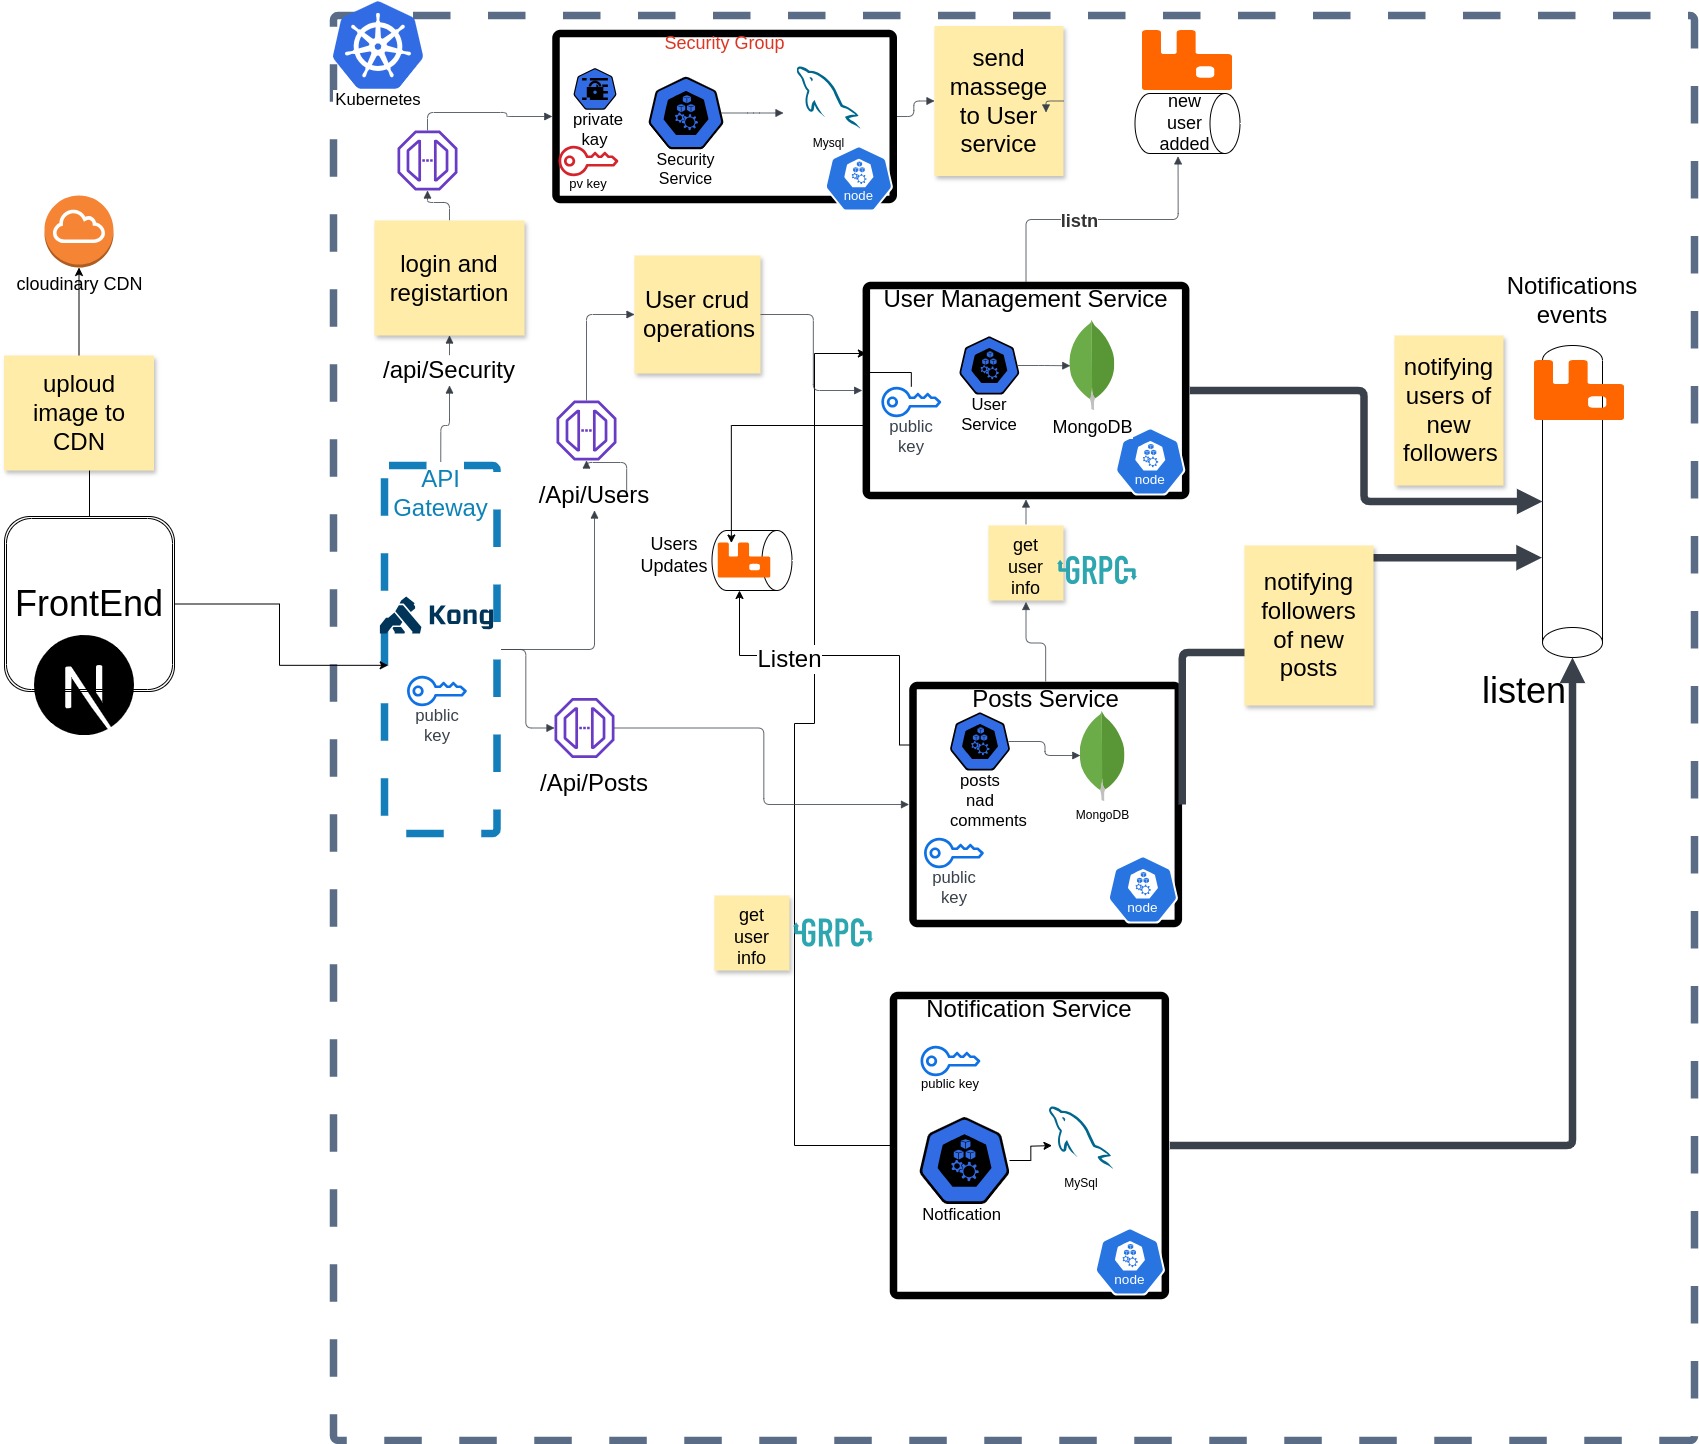 Kubernetes
Security Group
private
kay
pv key
Security
Service
Mysql
node
send
massege
to User
service
new
user
added
listn
cloudinary CDN
uploud
image to
CDN
FrontEnd
login and
registartion
/api/Security
API
Gateway
Kong
public
key
User crud
operations
/Api/Users
/Api/Posts
Users
Updates
Listen
User Management Service
public
key
User
Service
MongoDB
node
get
user
info
GRPC
Posts Service
posts
nad
comments
MongoDB
public
key
node
get
user
info
GRPC
Notification Service
public key
Notfication
MySql
node
Notifications
events
notifying
users of
new
followers
notifying
followers
of new
posts
listen